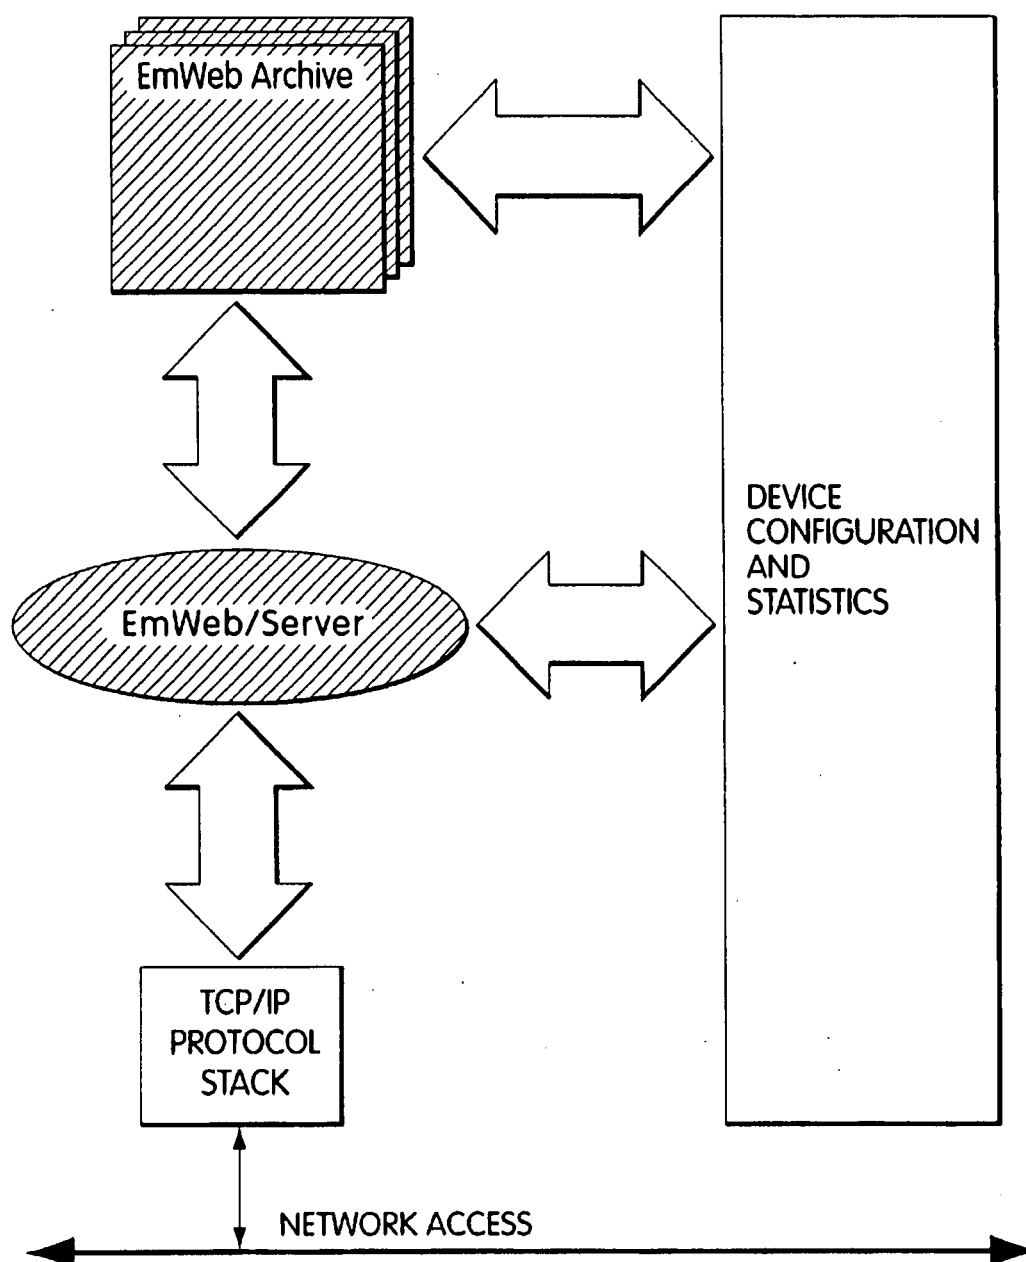 EmWeb Archive
DEVICE
CONFIGURATION
AND
STATISTICS
EmWeb/Server
TCP/IP
PROTOCOL
STACK
NETWORK ACCESS